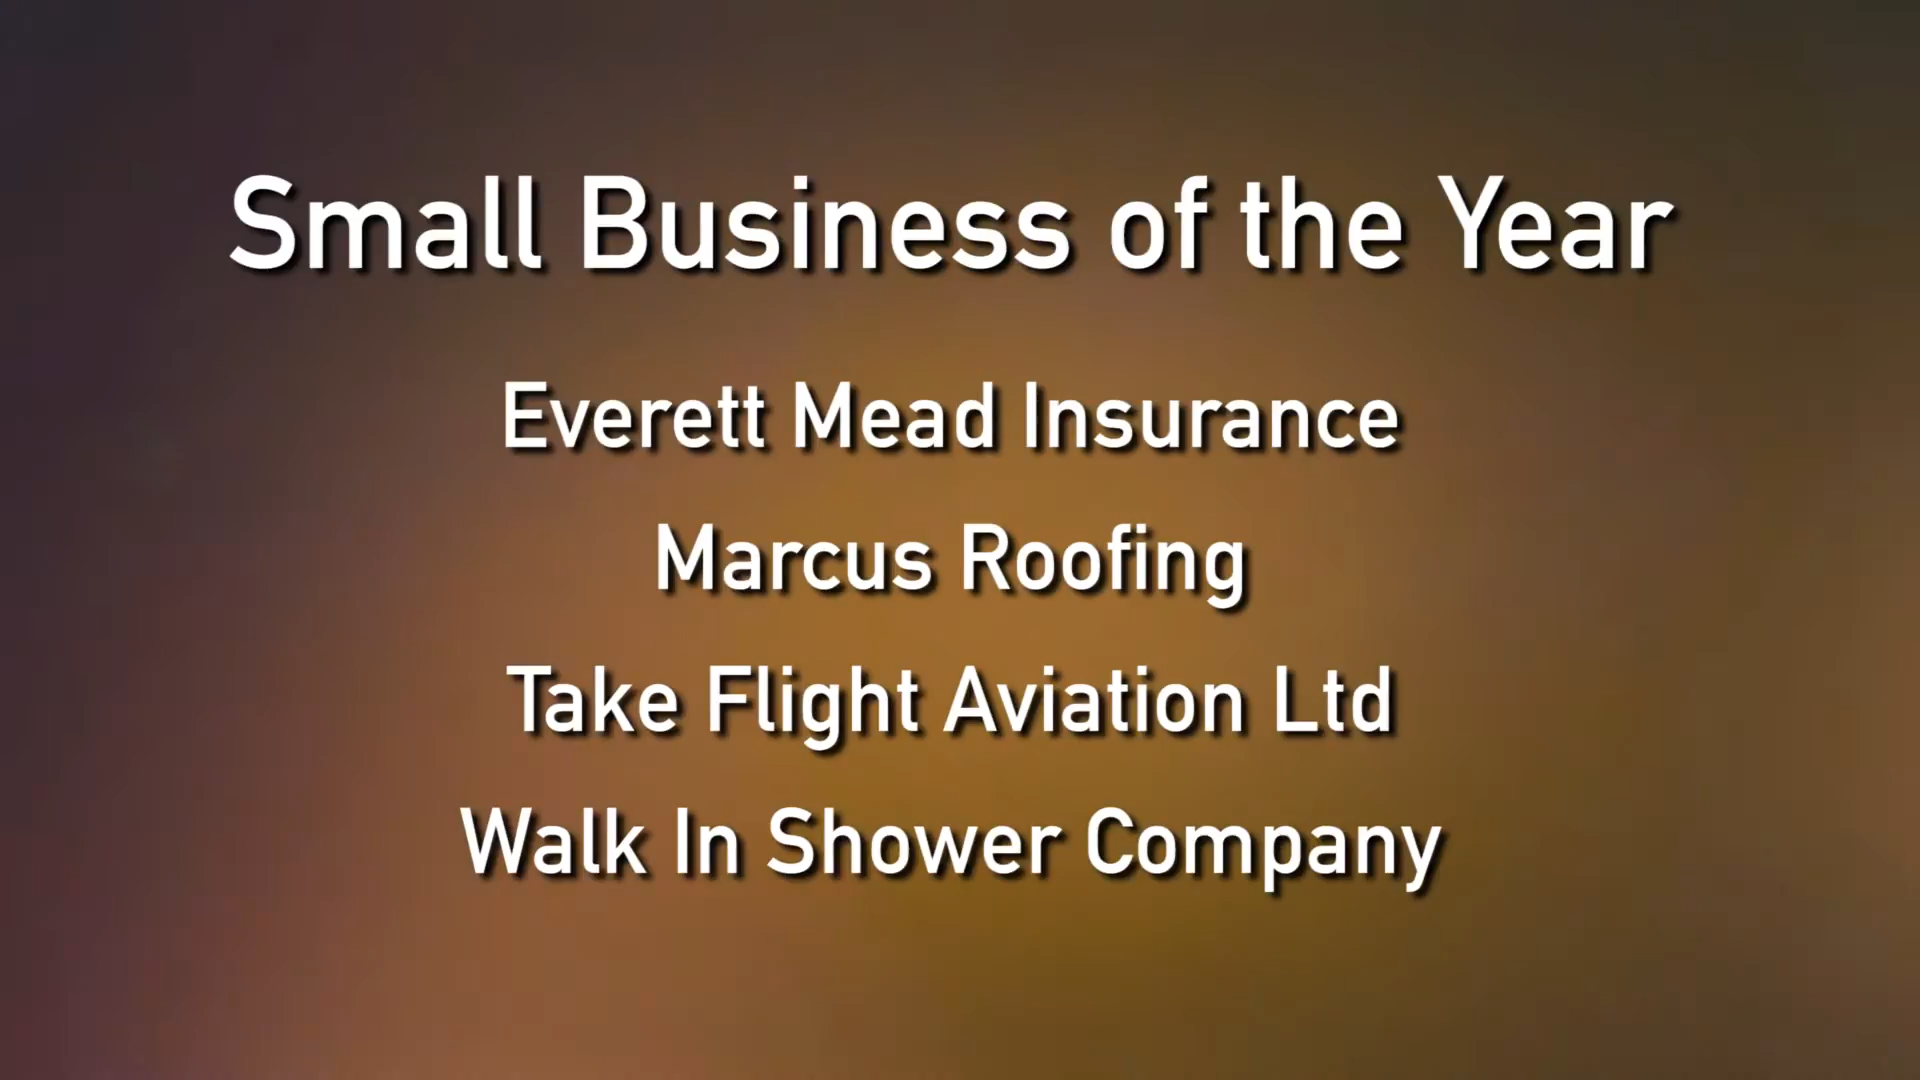 Small Business of the Year
Everett Mead Insurance
Marcus Roofing
Take Flight Aviation Ltd
Walk In Shower Company